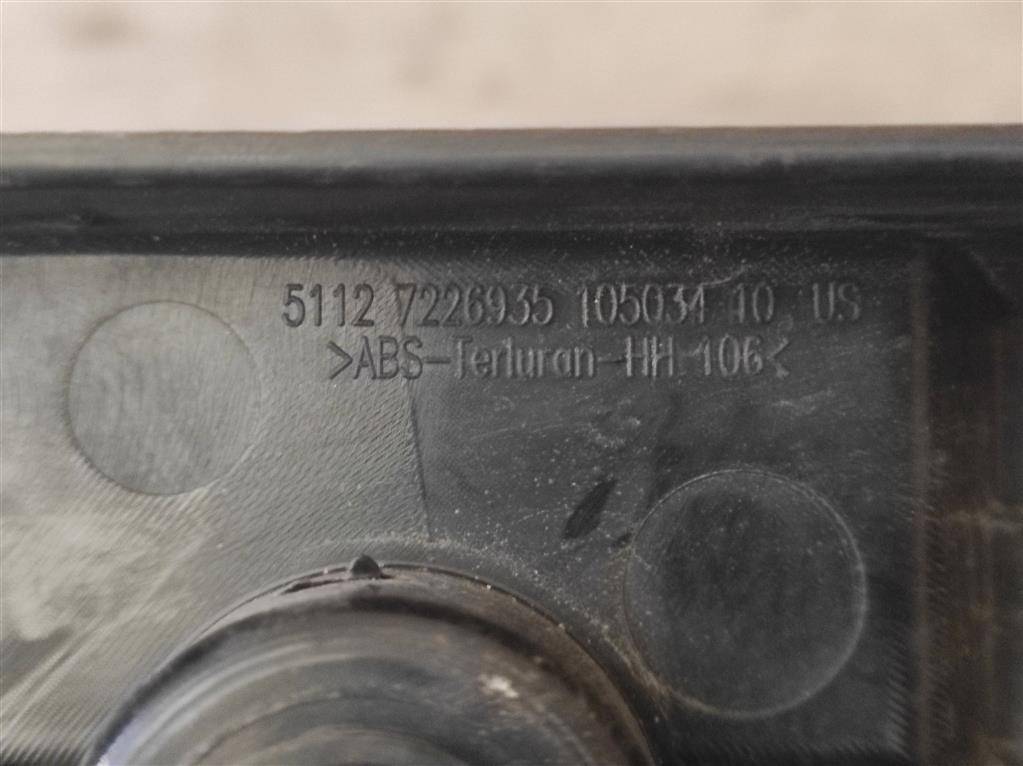 5112 7226935 105034 10 US
>ABS-Terluran-HH 106<